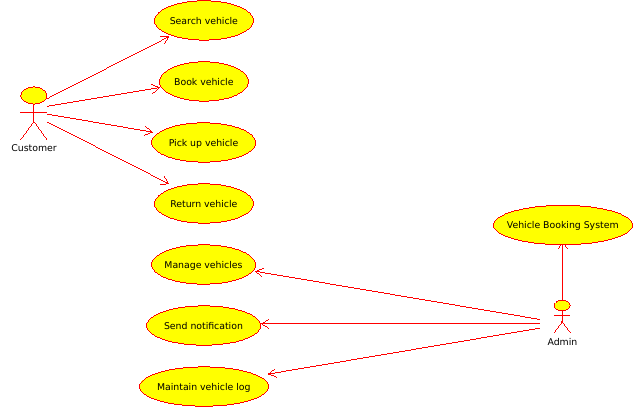 Search vehicle
Book vehicle
Customer
Pick up vehicle
Return vehicle
Vehicle Booking System
Manage vehicles
Send notification
Admin
Maintain vehicle log